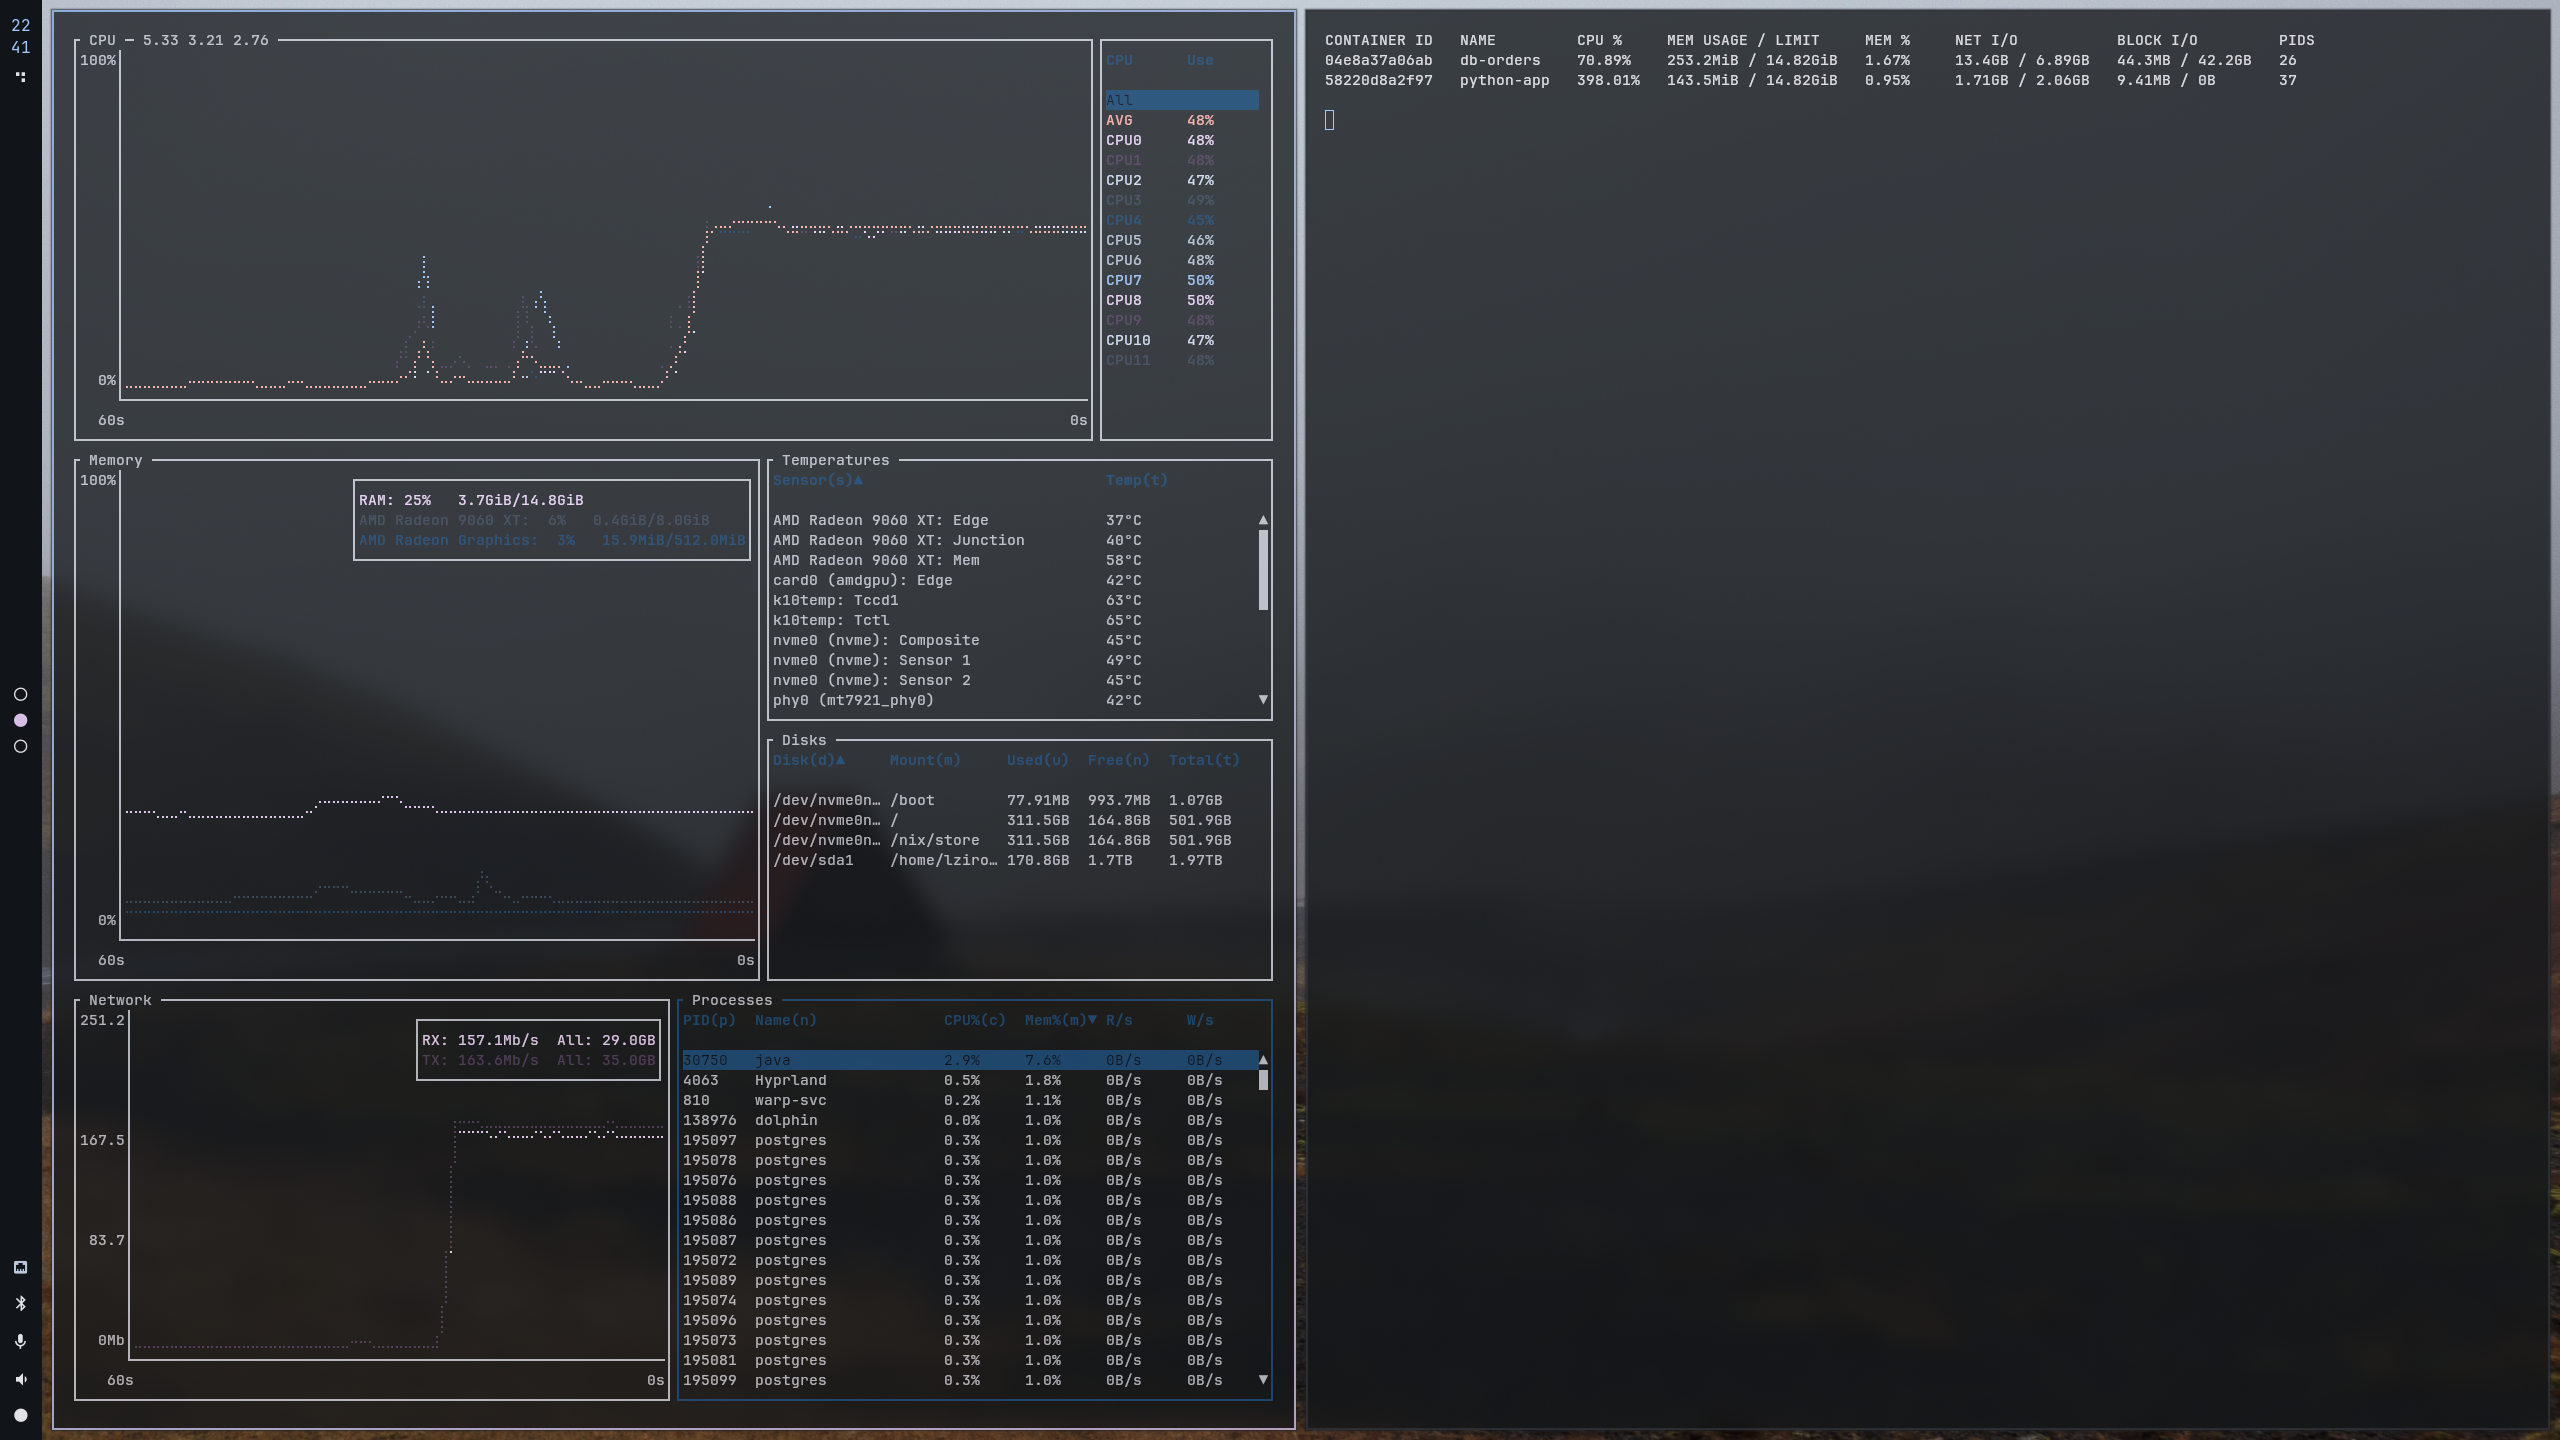 22
41
CPU — 5.33 3.21 2.76
100%
0%
60s 0s
CPU Use
All
AVG 48%
CPU0 48%
CPU1 48%
CPU2 47%
CPU3 49%
CPU4 45%
CPU5 46%
CPU6 48%
CPU7 50%
CPU8 50%
CPU9 48%
CPU10 47%
CPU11 48%
Memory
100%
RAM: 25% 3.7GiB/14.8GiB
AMD Radeon 9060 XT: 6% 0.4GiB/8.0GiB
AMD Radeon Graphics: 3% 15.9MiB/512.0MiB
0%
60s 0s
Temperatures
Sensor(s)▲ Temp(t)
AMD Radeon 9060 XT: Edge 37°C
AMD Radeon 9060 XT: Junction 40°C
AMD Radeon 9060 XT: Mem 58°C
card0 (amdgpu): Edge 42°C
k10temp: Tccd1 63°C
k10temp: Tctl 65°C
nvme0 (nvme): Composite 45°C
nvme0 (nvme): Sensor 1 49°C
nvme0 (nvme): Sensor 2 45°C
phy0 (mt7921_phy0) 42°C
Disks
Disk(d)▲ Mount(m) Used(u) Free(n) Total(t)
/dev/nvme0n… /boot 77.91MB 993.7MB 1.07GB
/dev/nvme0n… / 311.5GB 164.8GB 501.9GB
/dev/nvme0n… /nix/store 311.5GB 164.8GB 501.9GB
/dev/sda1 /home/lziro… 170.8GB 1.7TB 1.97TB
Network
251.2
167.5
83.7
0Mb
RX: 157.1Mb/s All: 29.0GB
TX: 163.6Mb/s All: 35.0GB
60s 0s
Processes
PID(p) Name(n) CPU%(c) Mem%(m)▼ R/s W/s
30750 java 2.9% 7.6% 0B/s 0B/s
4063 Hyprland 0.5% 1.8% 0B/s 0B/s
810 warp-svc 0.2% 1.1% 0B/s 0B/s
138976 dolphin 0.0% 1.0% 0B/s 0B/s
195097 postgres 0.3% 1.0% 0B/s 0B/s
195078 postgres 0.3% 1.0% 0B/s 0B/s
195076 postgres 0.3% 1.0% 0B/s 0B/s
195088 postgres 0.3% 1.0% 0B/s 0B/s
195086 postgres 0.3% 1.0% 0B/s 0B/s
195087 postgres 0.3% 1.0% 0B/s 0B/s
195072 postgres 0.3% 1.0% 0B/s 0B/s
195089 postgres 0.3% 1.0% 0B/s 0B/s
195074 postgres 0.3% 1.0% 0B/s 0B/s
195096 postgres 0.3% 1.0% 0B/s 0B/s
195073 postgres 0.3% 1.0% 0B/s 0B/s
195081 postgres 0.3% 1.0% 0B/s 0B/s
195099 postgres 0.3% 1.0% 0B/s 0B/s
CONTAINER ID NAME CPU % MEM USAGE / LIMIT MEM % NET I/O BLOCK I/O PIDS
04e8a37a06ab db-orders 70.89% 253.2MiB / 14.82GiB 1.67% 13.4GB / 6.89GB 44.3MB / 42.2GB 26
58220d8a2f97 python-app 398.01% 143.5MiB / 14.82GiB 0.95% 1.71GB / 2.06GB 9.41MB / 0B 37